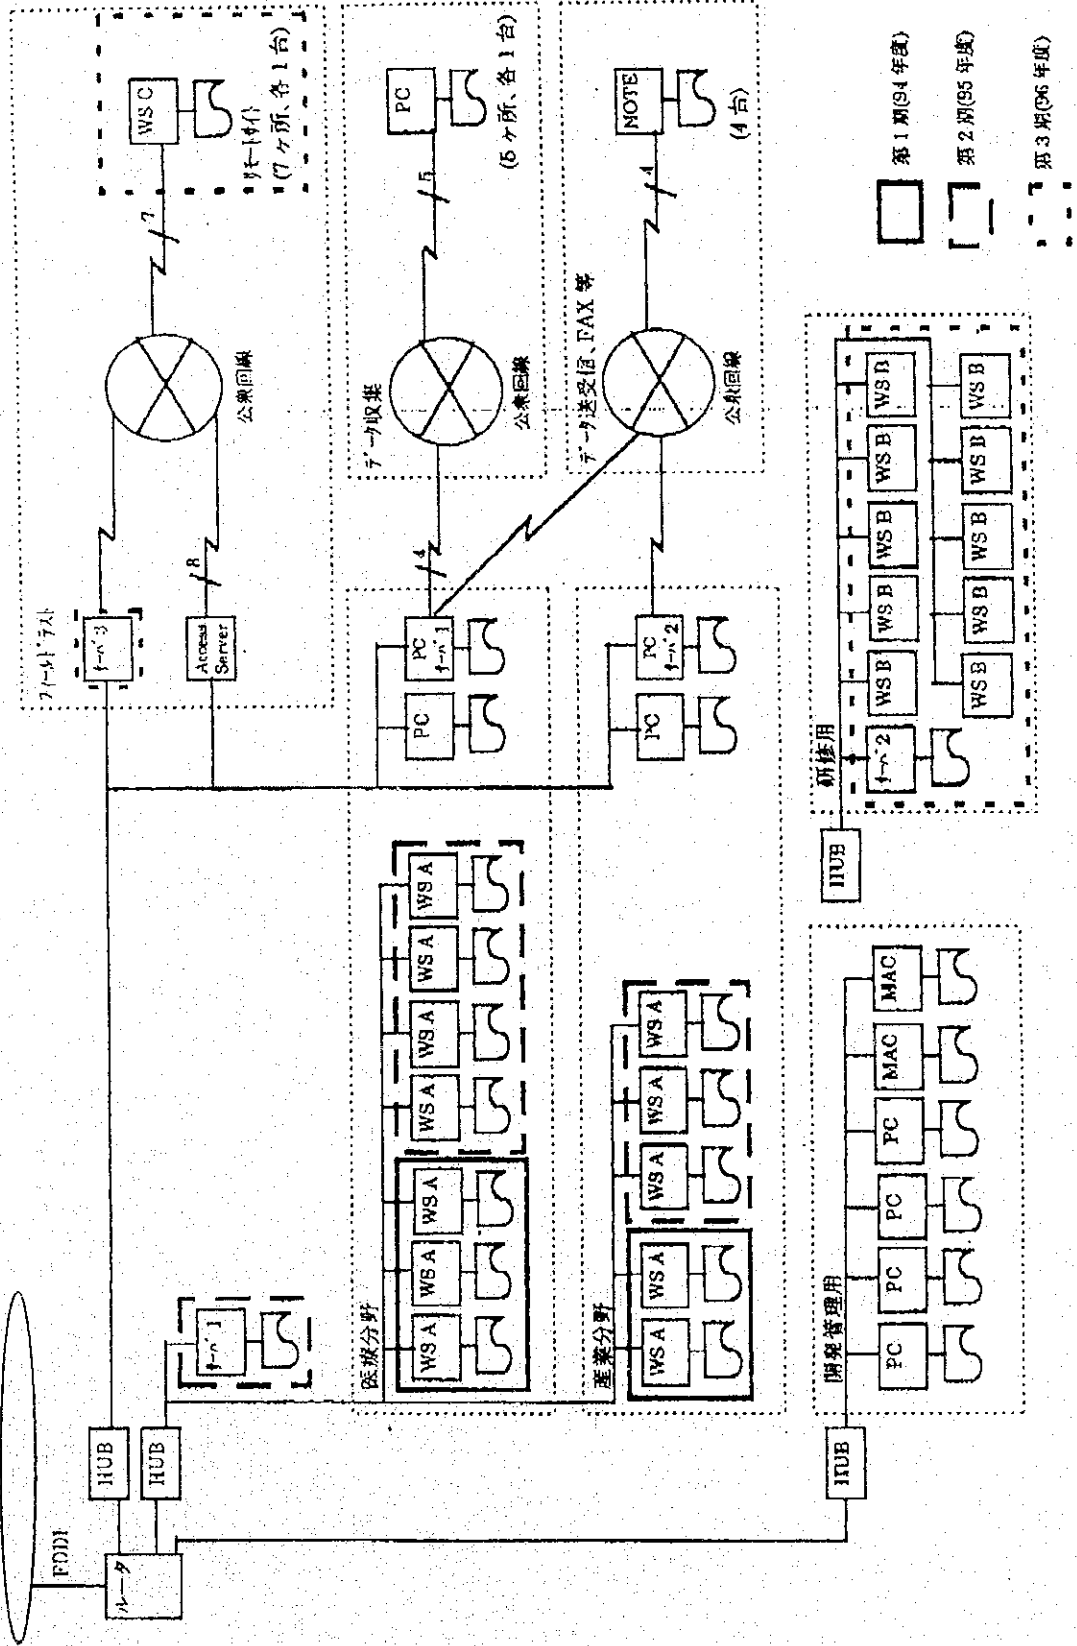 FDDI
ルータ
HUB
HUB
HUB
サーバ 1
フィールドテスト
サーバ 3
Access
Server
8
公衆回線
7
WS C
リモートサイト
(7ヶ所、各1台)
医療分野
WS A
WS A
WS A
WS A
WS A
WS A
WS A
PC
PC
サーバ 1
4
データ収集
公衆回線
5
PC
(5ヶ所、各1台)
産業分野
WS A
WS A
WS A
WS A
WS A
PC
PC
サーバ 2
データ送受信 FAX 等
公衆回線
4
NOTE
(4台)
開発管理用
PC
PC
PC
PC
MAC
MAC
HUB
研修用
サーバ 2
WS B
WS B
WS B
WS B
WS B
WS B
WS B
WS B
WS B
WS B
第1期(94年度)
第2期(95年度)
第3期(96年度)